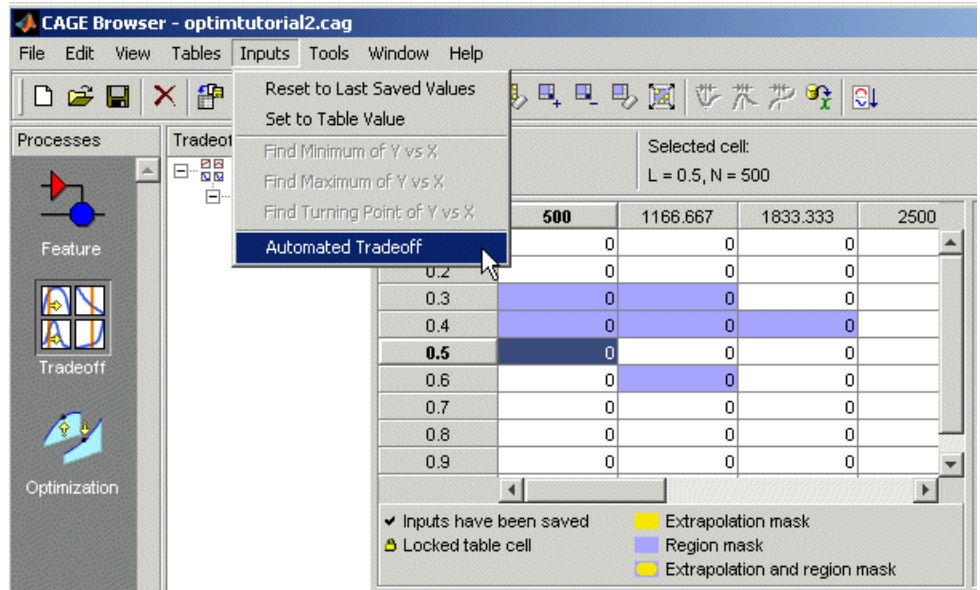 CAGE Browser - optimtutorial2.cag
File Edit View Tables Inputs Tools Window Help
Reset to Last Saved Values
Set to Table Value
Find Minimum of Y vs X
Find Maximum of Y vs X
Find Turning Point of Y vs X
Automated Tradeoff
Processes
Feature
Tradeoff
Optimization
Selected cell:
L = 0.5, N = 500
500 1166.667 1833.333 2500
0 0 0
0.2 0 0 0
0.3 0 0 0
0.4 0 0 0
0.5 0 0 0
0.6 0 0 0
0.7 0 0 0
0.8 0 0 0
0.9 0 0 0
Inputs have been saved
Locked table cell
Extrapolation mask
Region mask
Extrapolation and region mask